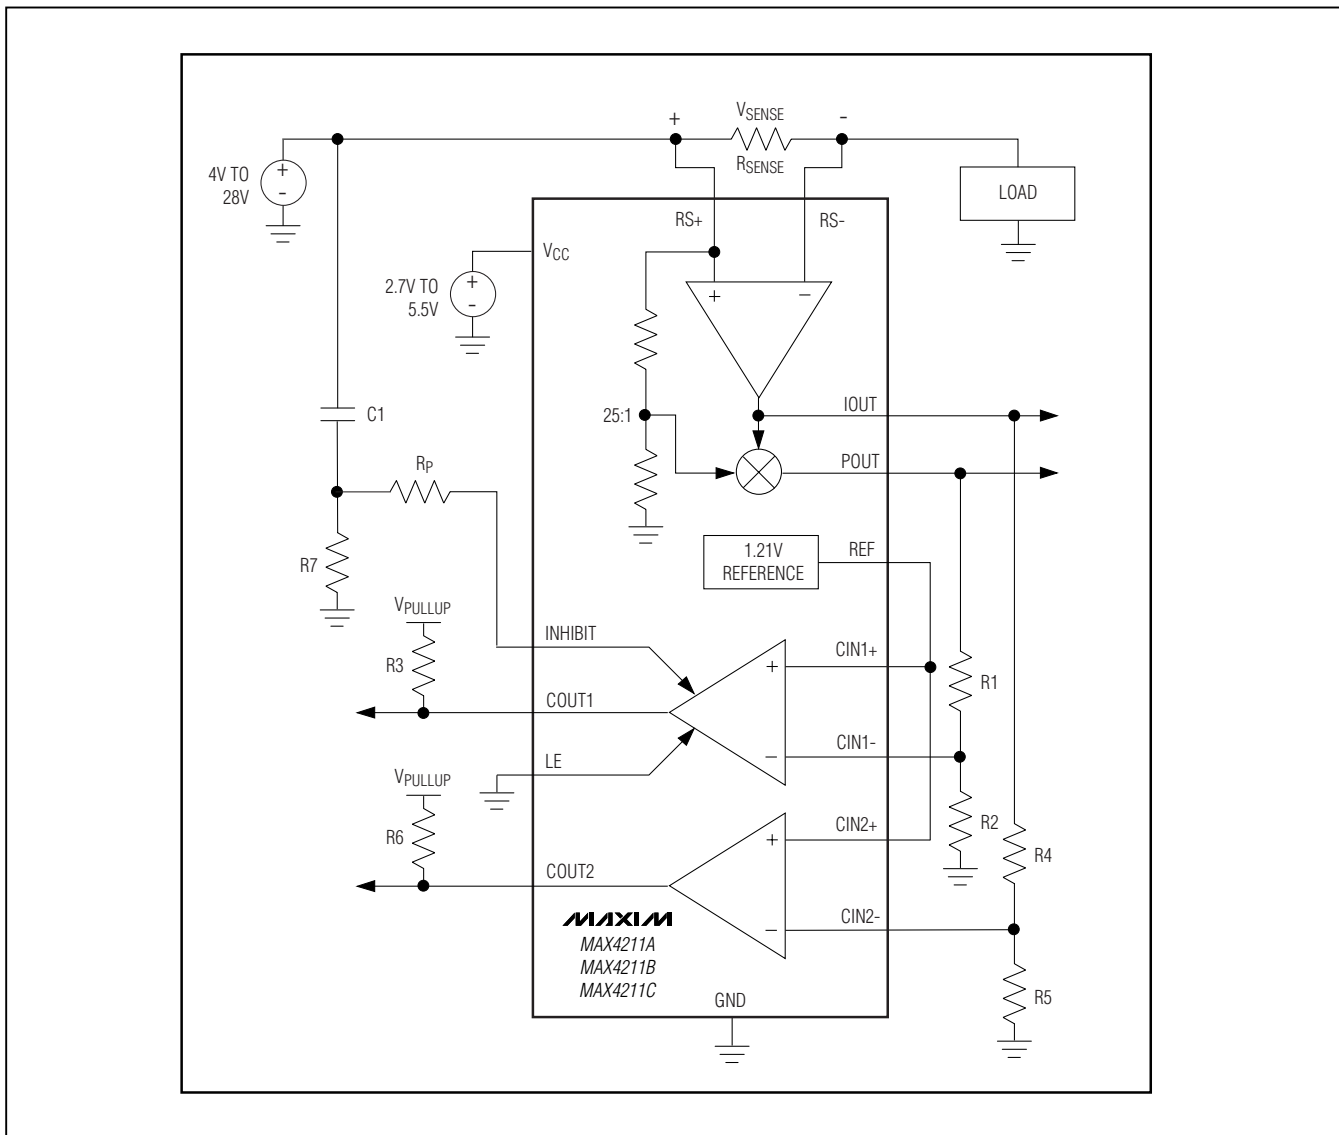 VSENSE
+ -
RSENSE
4V TO
28V
+
-
LOAD
RS+
RS-
VCC
2.7V TO
5.5V
+
-
+ −
25:1
IOUT
C1
POUT
RP
1.21V
REFERENCE
REF
R7
VPULLUP
R3
INHIBIT
CIN1+
+
R1
COUT1
CIN1-
−
LE
VPULLUP
R6
CIN2+
+
R2
R4
COUT2
CIN2-
−
MAXIM
MAX4211A
MAX4211B
MAX4211C
GND
R5